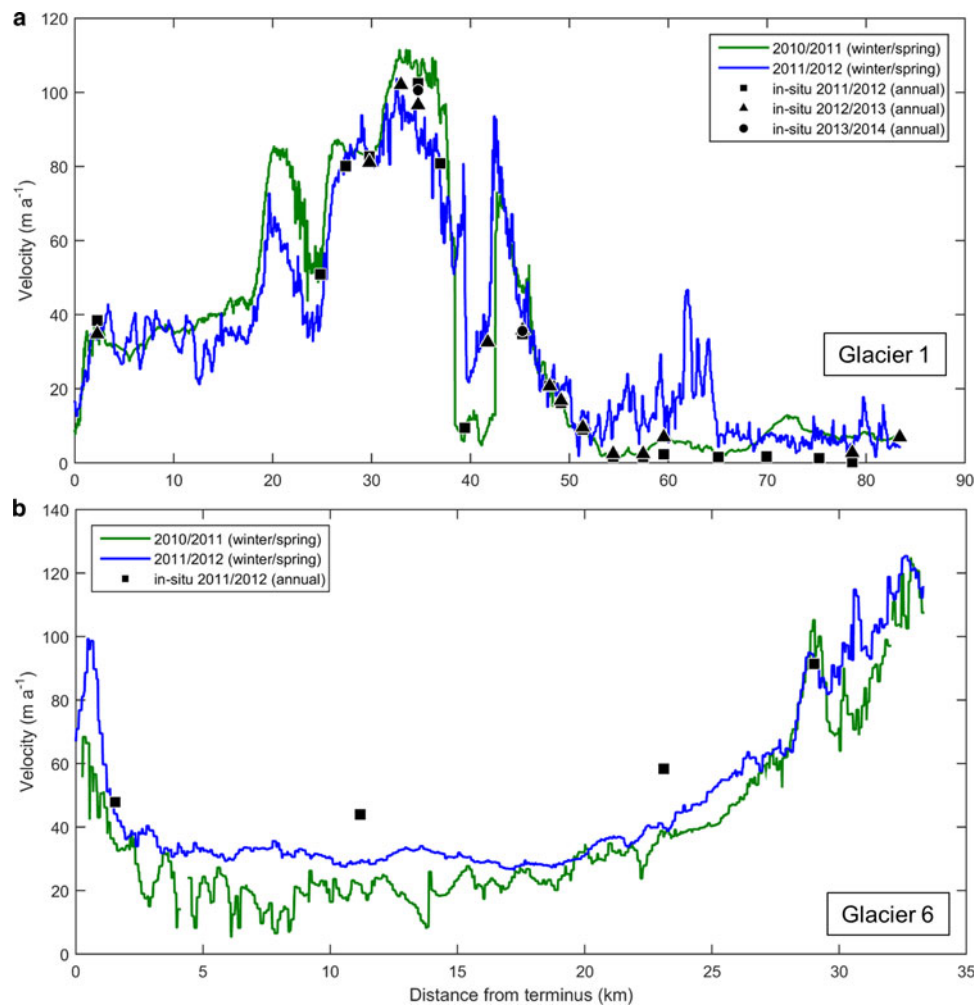 a
120
100
80
60
40
20
0
Velocity (m a⁻¹)
2010/2011 (winter/spring)
2011/2012 (winter/spring)
in-situ 2011/2012 (annual)
in-situ 2012/2013 (annual)
in-situ 2013/2014 (annual)
Glacier 1
0 10 20 30 40 50 60 70 80 90
b
140
120
100
80
60
40
20
0
Velocity (m a⁻¹)
2010/2011 (winter/spring)
2011/2012 (winter/spring)
in-situ 2011/2012 (annual)
Glacier 6
0 5 10 15 20 25 30 35
Distance from terminus (km)